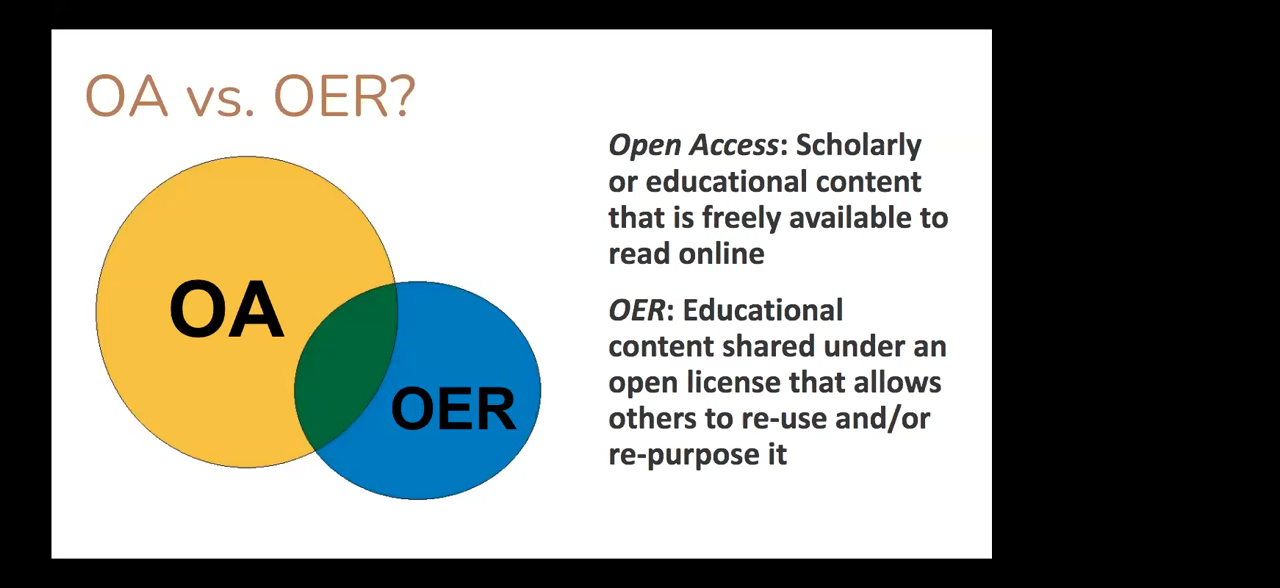 OA vs. OER?
OA
OER
Open Access: Scholarly
or educational content
that is freely available to
read online
OER: Educational
content shared under an
open license that allows
others to re-use and/or
re-purpose it